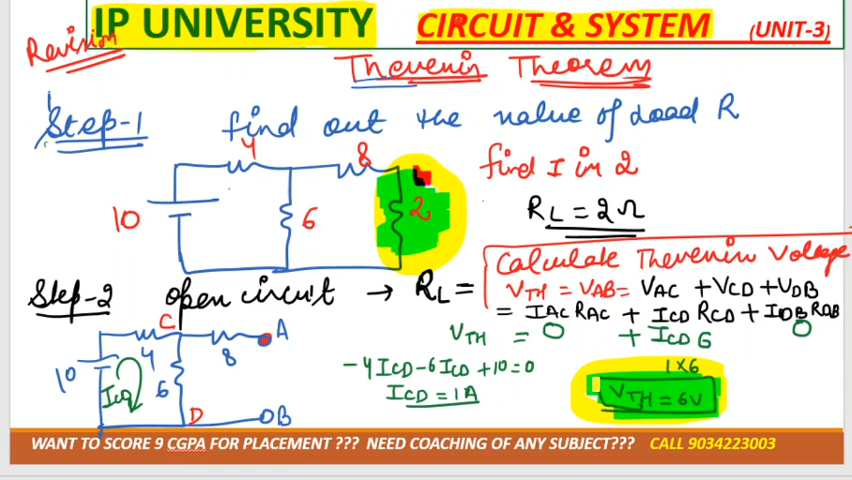 IP UNIVERSITY CIRCUIT & SYSTEM (UNIT-3)
Revision
Thevenin Theorem
Step-1 find out the value of Load R
4 8
10 6 2
find I in 2
RL = 2Ω
Calculate Thevenin Voltage
VTH = VAB = VAC + VCD + VDB
= IAC RAC + ICD RCD + IDB RDB
Step-2 open circuit → RL =
VTH = 0 + ICD 6 0
C A
4 8
10 6
D B
-4ICD-6ICD+10=0
ICD = 1A
1X6
VTH = 6V
WANT TO SCORE 9 CGPA FOR PLACEMENT ??? NEED COACHING OF ANY SUBJECT??? CALL 9034223003